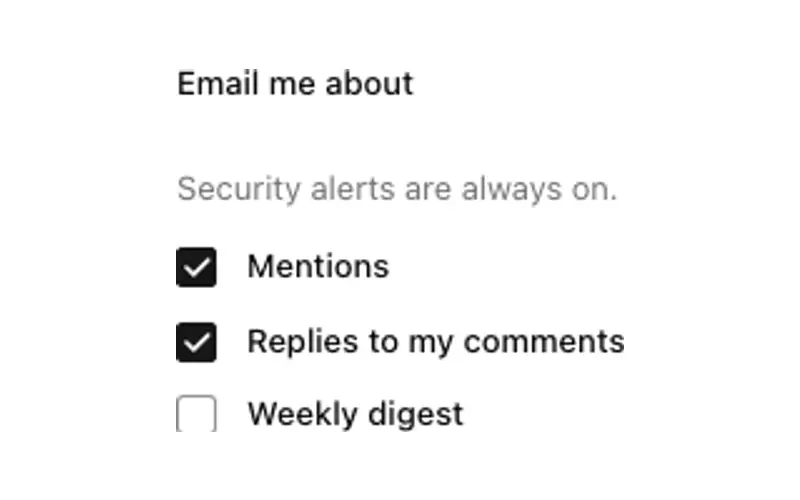 Email me about
Security alerts are always on.
Mentions
Replies to my comments
Weekly digest